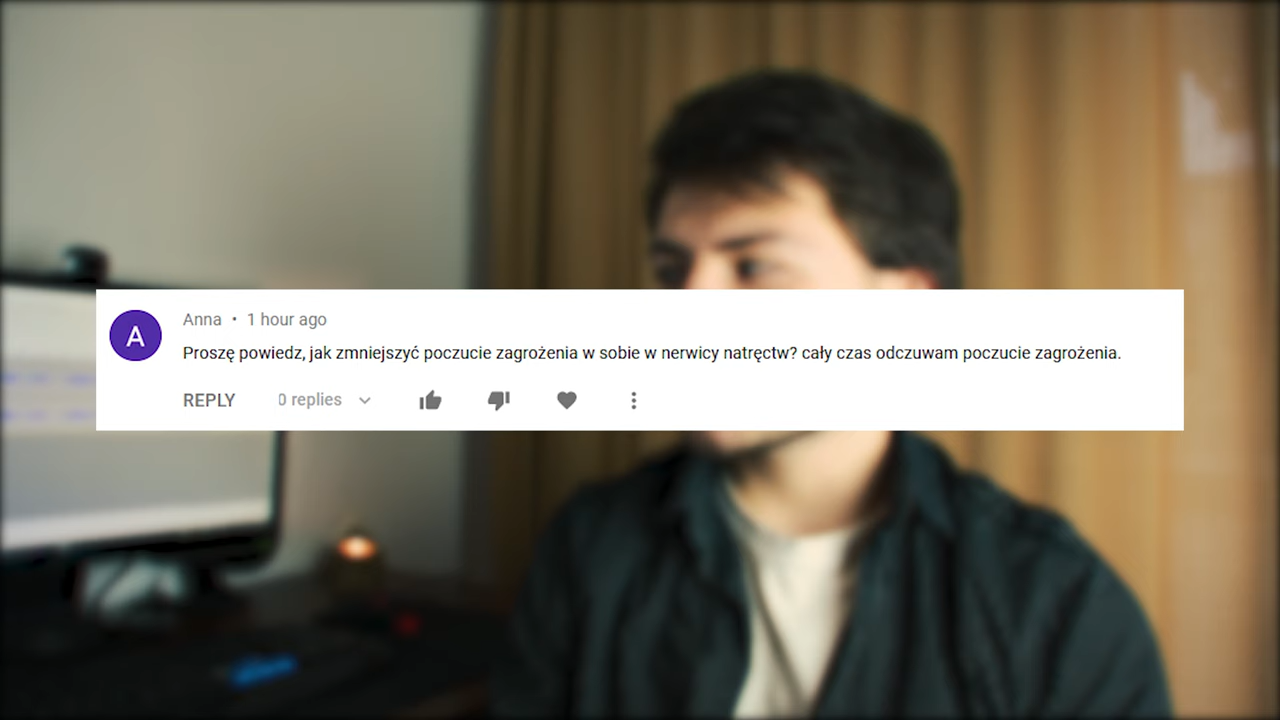 A
Anna • 1 hour ago
Proszę powiedz, jak zmniejszyć poczucie zagrożenia w sobie w nerwicy natręctw? cały czas odczuwam poczucie zagrożenia.
REPLY 0 replies